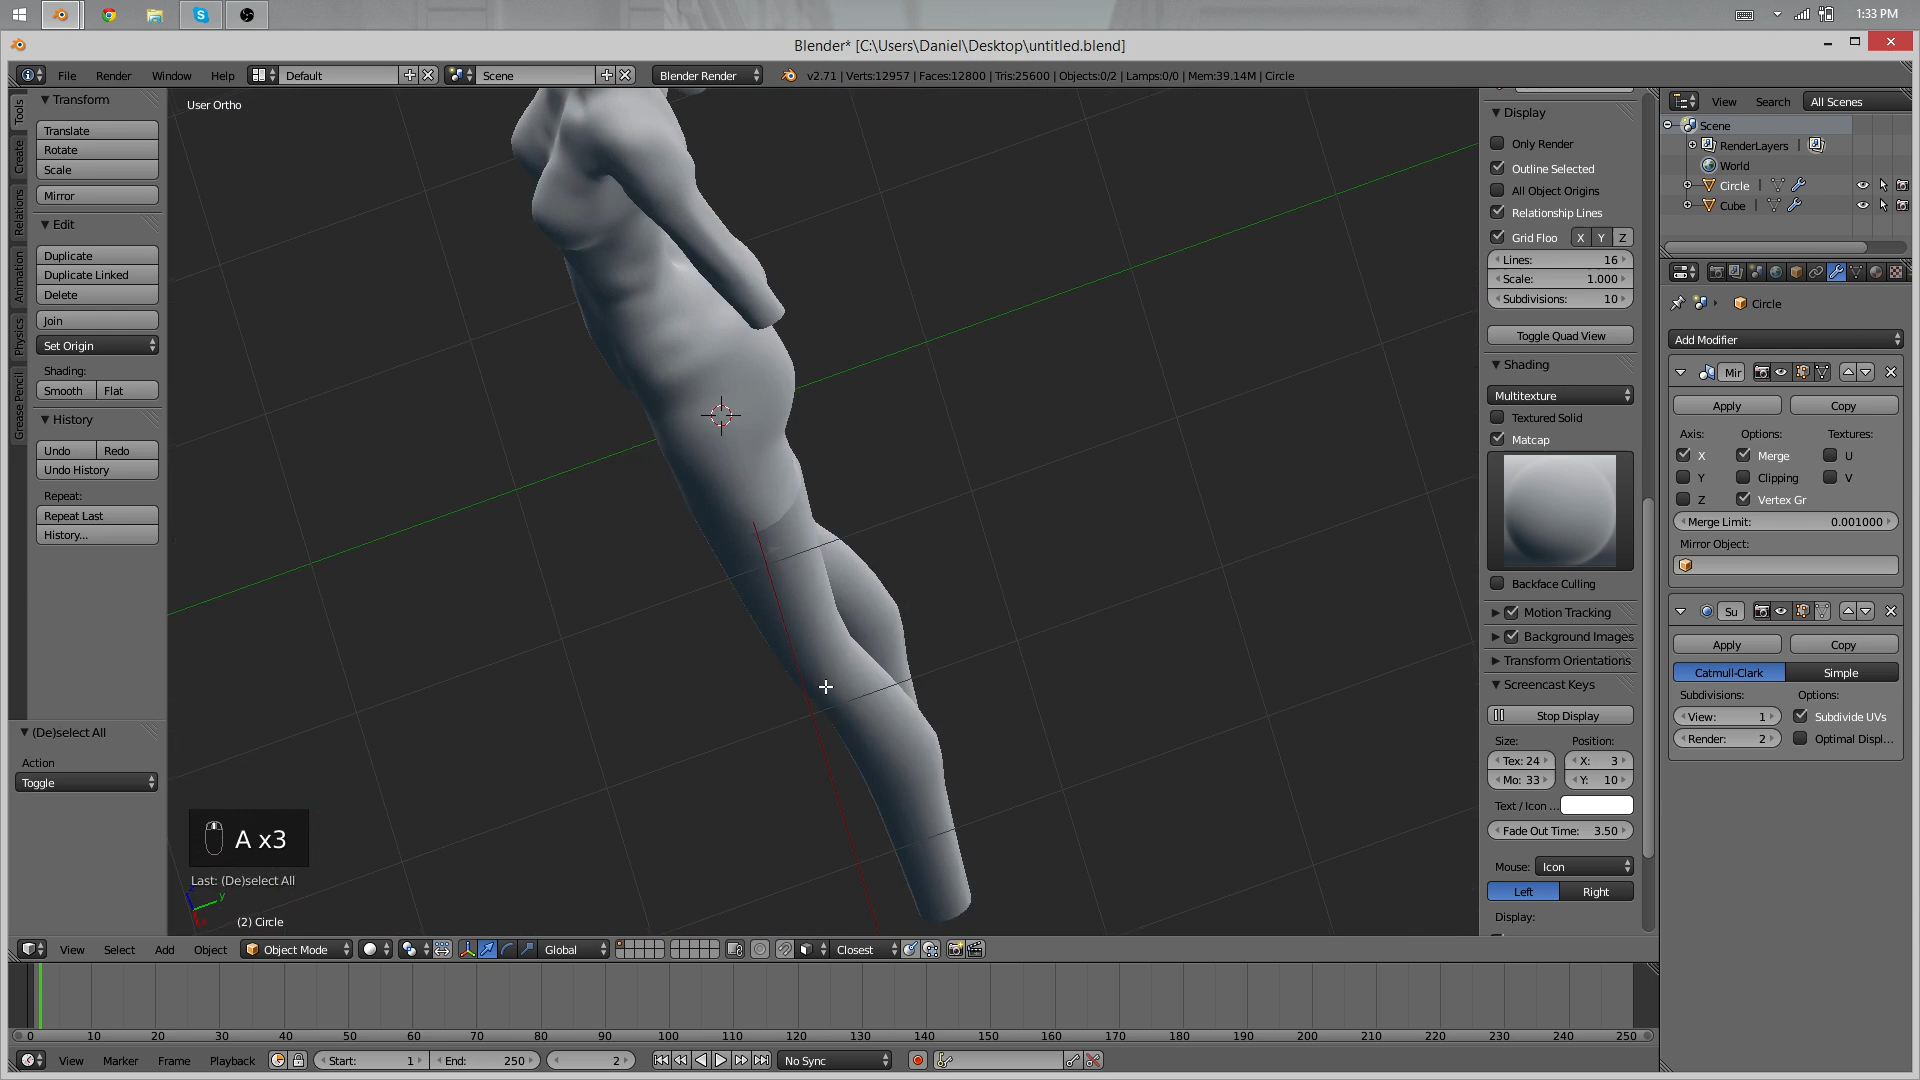 1:33 PM
Blender* [C:\Users\Daniel\Desktop\untitled.blend]
File Render Window Help Default Scene Blender Render v2.71 | Verts:12957 | Faces:12800 | Tris:25600 | Objects:0/2 | Lamps:0/0 | Mem:39.14M | Circle
Tools
Create
Relations
Animation
Physics
Grease Pencil
Transform
Translate
Rotate
Scale
Mirror
Edit
Duplicate
Duplicate Linked
Delete
Join
Set Origin
Shading:
Smooth Flat
History
Undo Redo
Undo History
Repeat:
Repeat Last
History...
(De)select All
Action
Toggle
User Ortho
A x3
Last: (De)select All
y
(2) Circle
Display
Only Render
Outline Selected
All Object Origins
Relationship Lines
Grid Floo X Y Z
Lines: 16
Scale: 1.000
Subdivisions: 10
Toggle Quad View
Shading
Multitexture
Textured Solid
Matcap
Backface Culling
Motion Tracking
Background Images
Transform Orientations
Screencast Keys
Stop Display
Size: Position:
Tex: 24 X: 3
Mo: 33 Y: 10
Text / Icon ...
Fade Out Time: 3.50
Mouse: Icon
Left Right
Display:
View Search All Scenes
Scene
RenderLayers |
World
Circle |
Cube |
Circle
Add Modifier
Mir
Apply Copy
Axis: Options: Textures:
X Merge U
Y Clipping V
Z Vertex Gr
Merge Limit: 0.001000
Mirror Object:
Su
Apply Copy
Catmull-Clark Simple
Subdivisions: Options:
View: 1 Subdivide UVs
Render: 2 Optimal Displ...
View Select Add Object Object Mode Global Closest
0 10 20 30 40 50 60 70 80 90 100 110 120 130 140 150 160 170 180 190 200 210 220 230 240 250
View Marker Frame Playback Start: 1 End: 250 2 No Sync